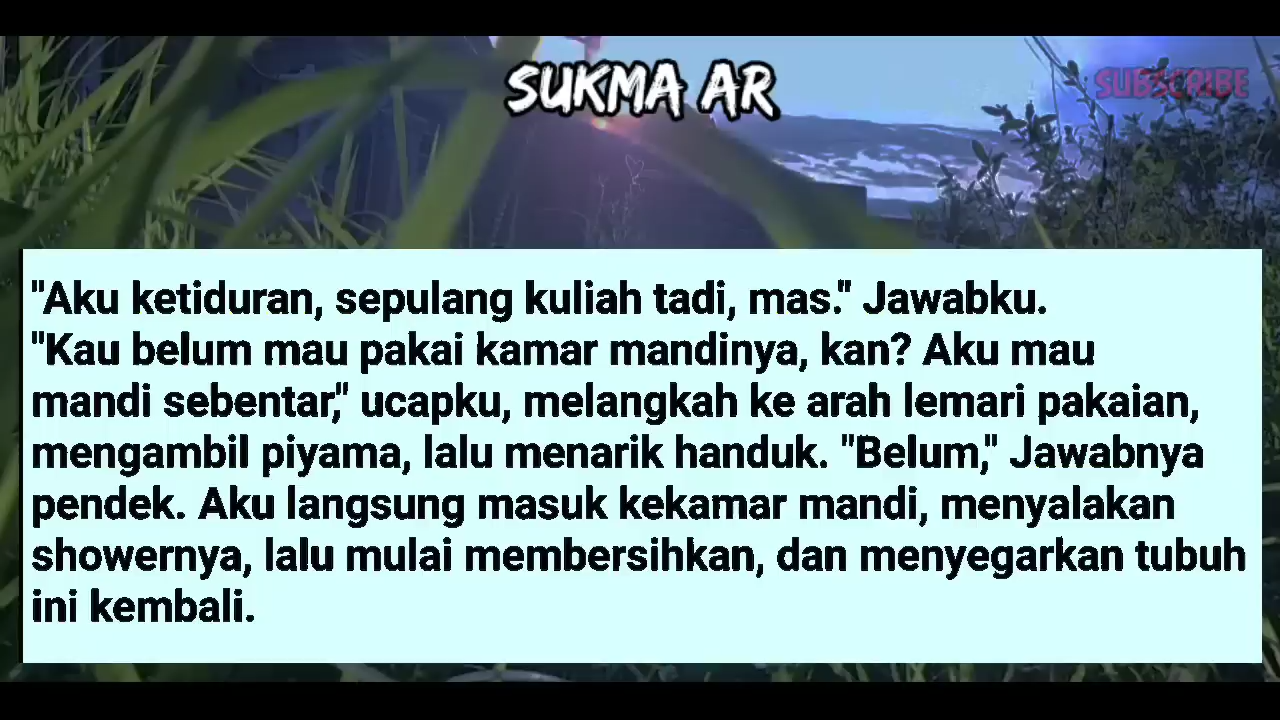 SUKMA AR
SUBSCRIBE
"Aku ketiduran, sepulang kuliah tadi, mas." Jawabku.
"Kau belum mau pakai kamar mandinya, kan? Aku mau
mandi sebentar," ucapku, melangkah ke arah lemari pakaian,
mengambil piyama, lalu menarik handuk. "Belum," Jawabnya
pendek. Aku langsung masuk kekamar mandi, menyalakan
showernya, lalu mulai membersihkan, dan menyegarkan tubuh
ini kembali.